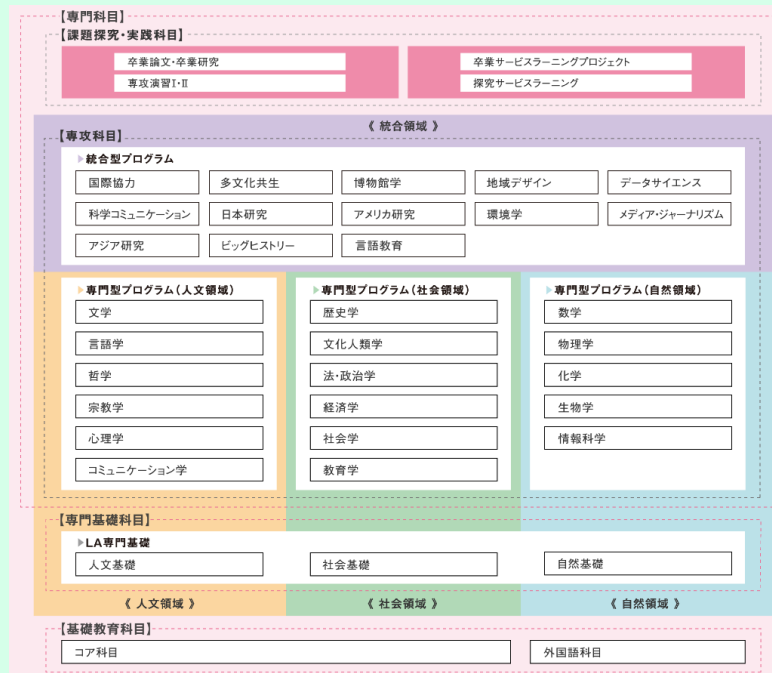 【専門科目】
【課題探究・実践科目】
卒業論文・卒業研究
専攻演習Ⅰ・Ⅱ
卒業サービスラーニングプロジェクト
探究サービスラーニング
《 統合領域 》
【専攻科目】
▶統合型プログラム
国際協力
多文化共生
博物館学
地域デザイン
データサイエンス
科学コミュニケーション
日本研究
アメリカ研究
環境学
メディア・ジャーナリズム
アジア研究
ビッグヒストリー
言語教育
▶専門型プログラム（人文領域）
文学
言語学
哲学
宗教学
心理学
コミュニケーション学
▶専門型プログラム（社会領域）
歴史学
文化人類学
法・政治学
経済学
社会学
教育学
▶専門型プログラム（自然領域）
数学
物理学
化学
生物学
情報科学
【専門基礎科目】
▶LA専門基礎
人文基礎
社会基礎
自然基礎
《 人文領域 》
《 社会領域 》
《 自然領域 》
【基礎教育科目】
コア科目
外国語科目